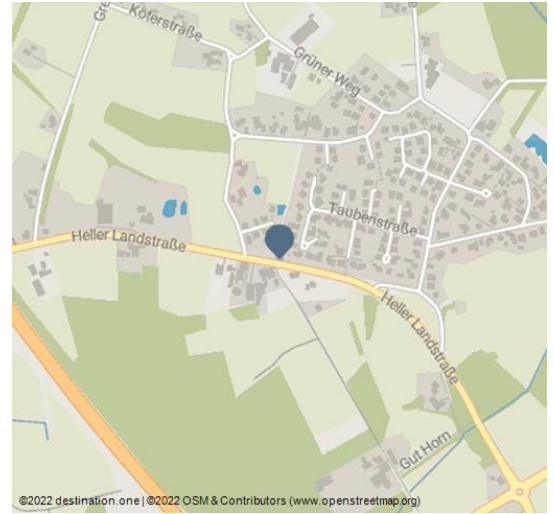 Gre
Köferstraße
Grüner Weg
Taubenstraße
Heller Landstraße
Heller Landstraße
Gut Horn
©2022 destination.one | ©2022 OSM & Contributors (www.openstreetmap.org)